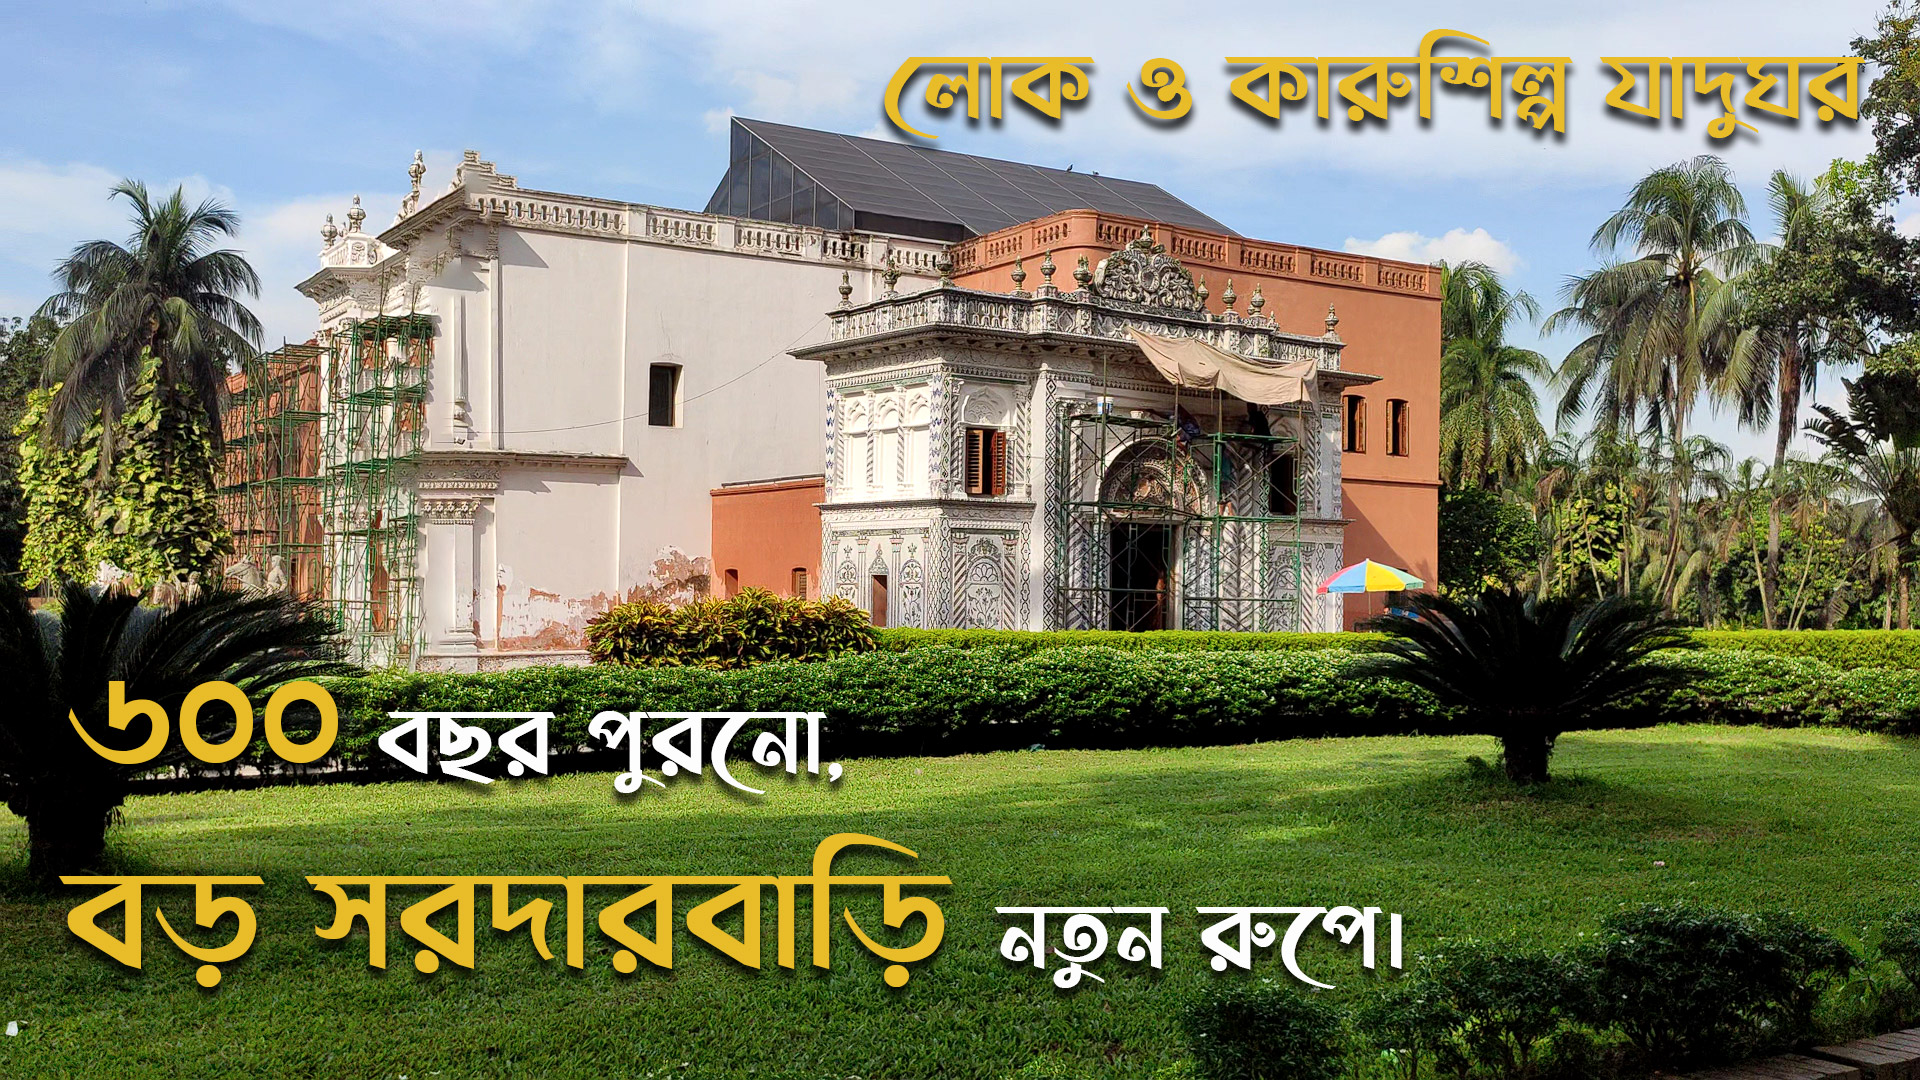 লোক ও কারুশিল্প যাদুঘর
৬০০ বছর পুরনো,
বড় সরদারবাড়ি নতুন রুপে।